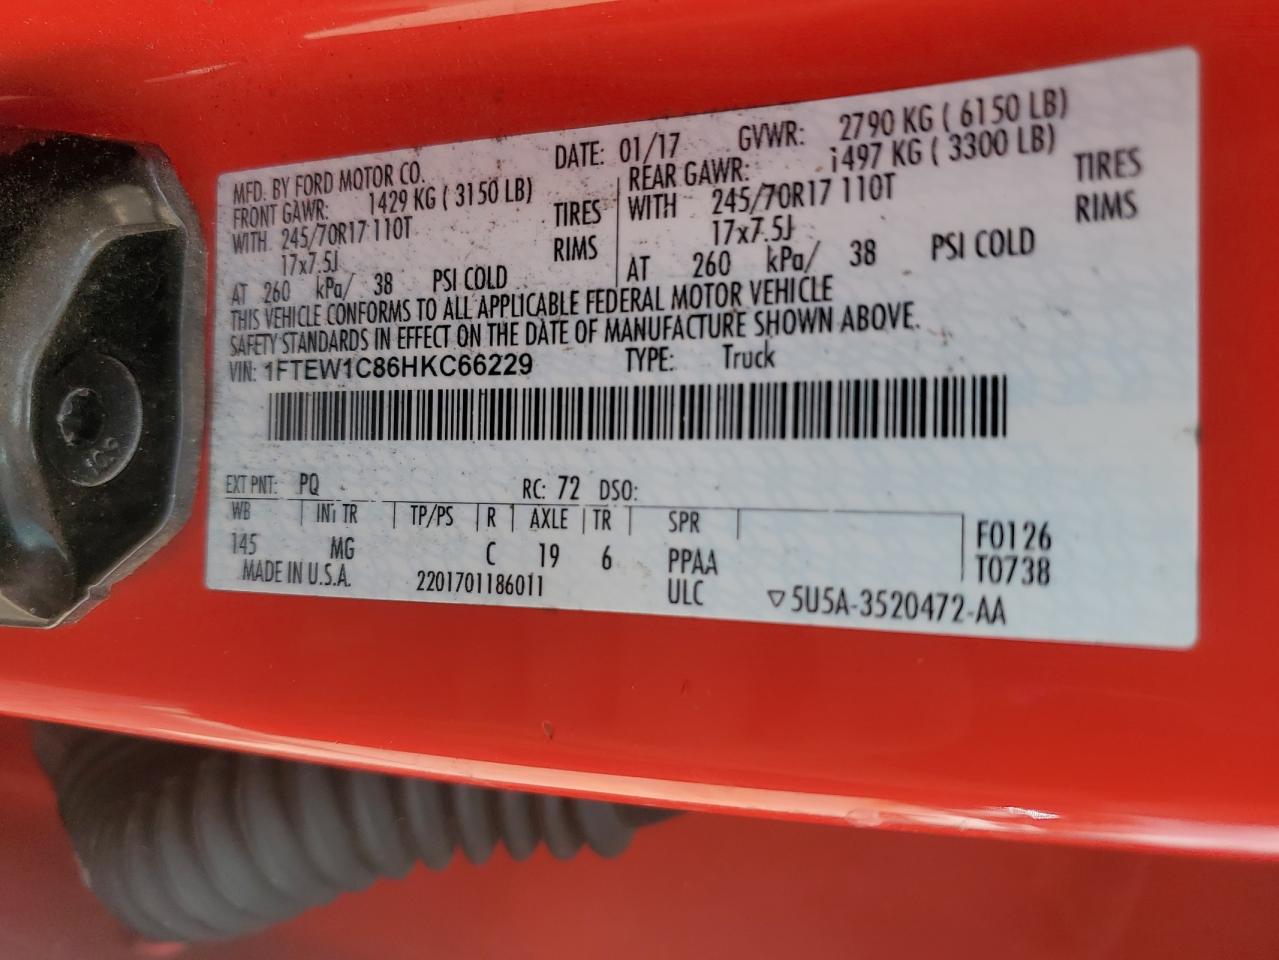 MFD. BY FORD MOTOR CO. DATE: 01/17 GVWR: 2790 KG ( 6150 LB)
FRONT GAWR: 1429 KG ( 3150 LB) REAR GAWR: 1497 KG ( 3300 LB)
WITH 245/70R17 110T TIRES WITH 245/70R17 110T TIRES
17x7.5J RIMS 17x7.5J RIMS
AT 260 kPa/ 38 PSI COLD AT 260 kPa/ 38 PSI COLD
THIS VEHICLE CONFORMS TO ALL APPLICABLE FEDERAL MOTOR VEHICLE
SAFETY STANDARDS IN EFFECT ON THE DATE OF MANUFACTURE SHOWN ABOVE.
VIN: 1FTEW1C86HKC66229 TYPE: Truck
EXT PNT: PQ RC: 72 DSO:
WB INT TR TP/PS R AXLE TR SPR F0126
145 MG C 19 6 PPAA T0738
MADE IN U.S.A. 2201701186011 ULC ▽5U5A-3520472-AA